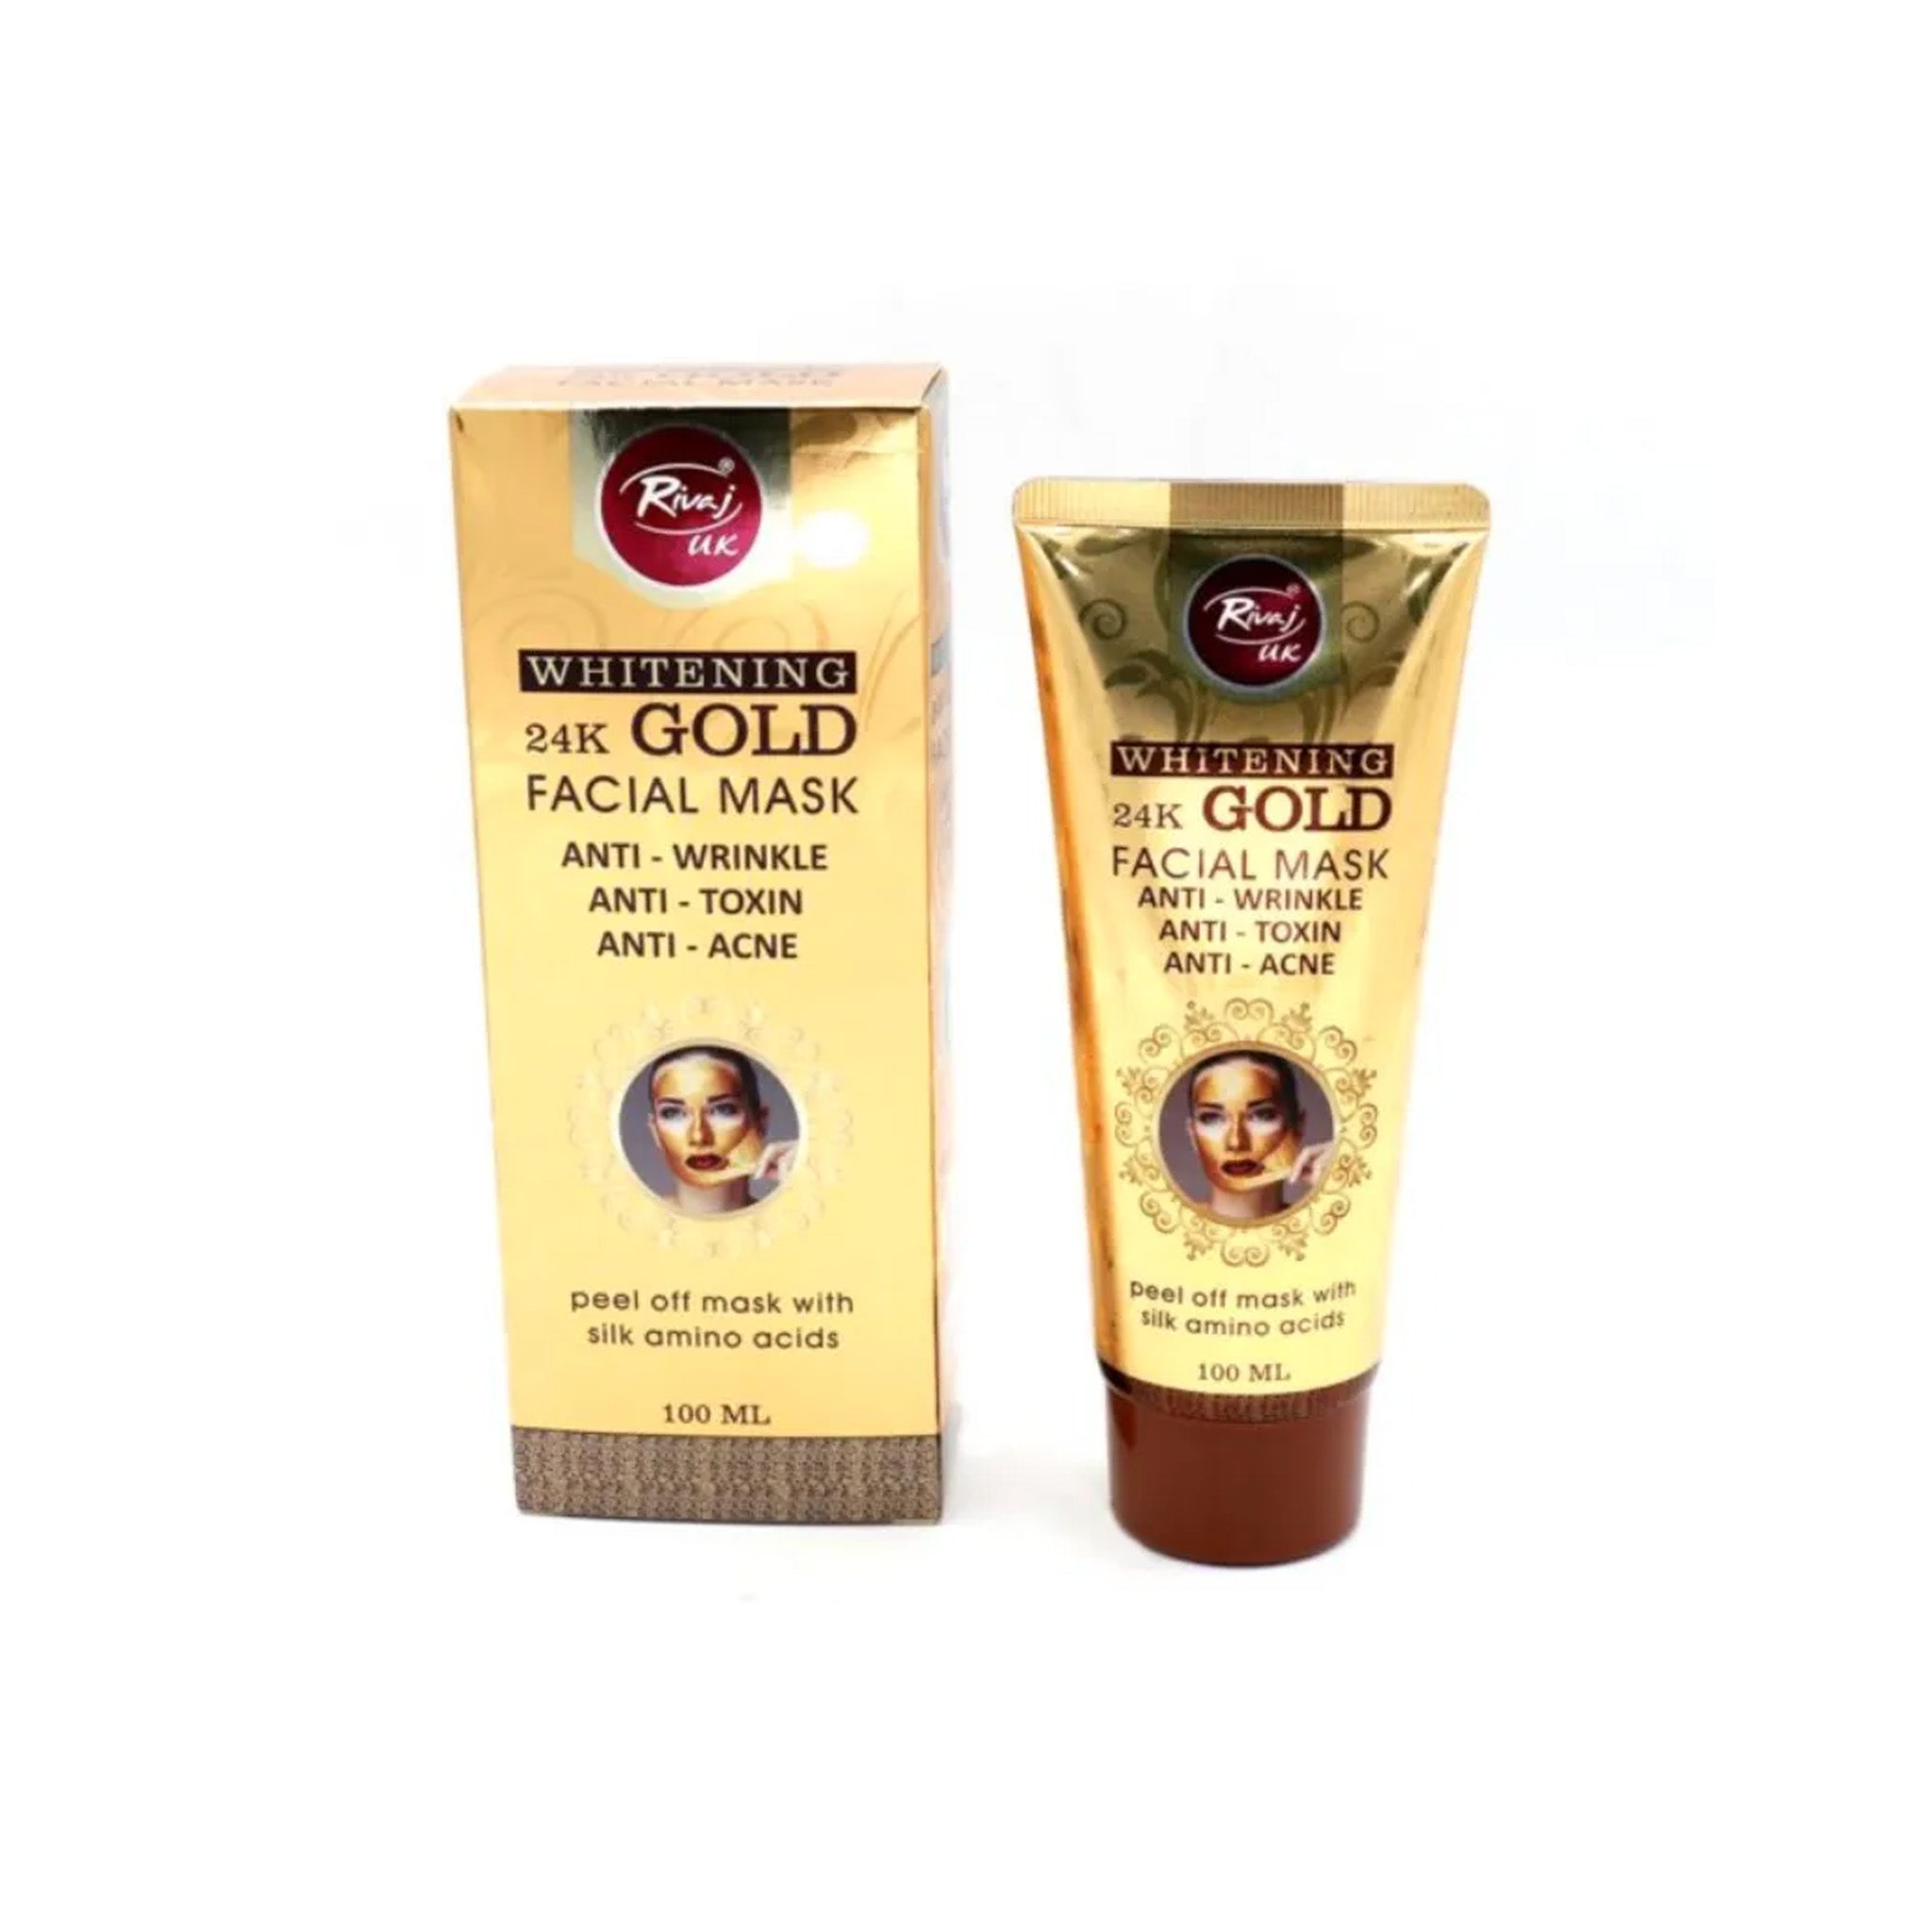 FACIAL MASK
Rivaj®
UK
WHITENING
24K GOLD
FACIAL MASK
ANTI - WRINKLE
ANTI - TOXIN
ANTI - ACNE
peel off mask with
silk amino acids
100 ML
Rivaj®
UK
WHITENING
24K GOLD
FACIAL MASK
ANTI - WRINKLE
ANTI - TOXIN
ANTI - ACNE
peel off mask with
silk amino acids
100 ML